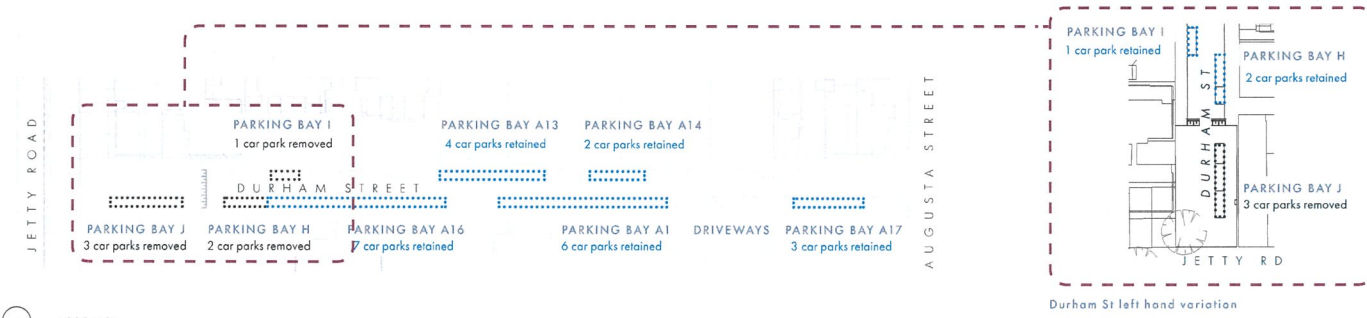 JETTY ROAD
PARKING BAY I
1 car park removed
PARKING BAY A13
4 car parks retained
PARKING BAY A14
2 car parks retained
DURHAM STREET
PARKING BAY J
3 car parks removed
PARKING BAY H
2 car parks removed
PARKING BAY A16
7 car parks retained
PARKING BAY A1
6 car parks retained
DRIVEWAYS
PARKING BAY A17
3 car parks retained
AUGUSTA STREET
PARKING BAY I
1 car park retained
PARKING BAY H
2 car parks retained
DURHAM ST
PARKING BAY J
3 car parks removed
JETTY RD
Durham St left hand variation